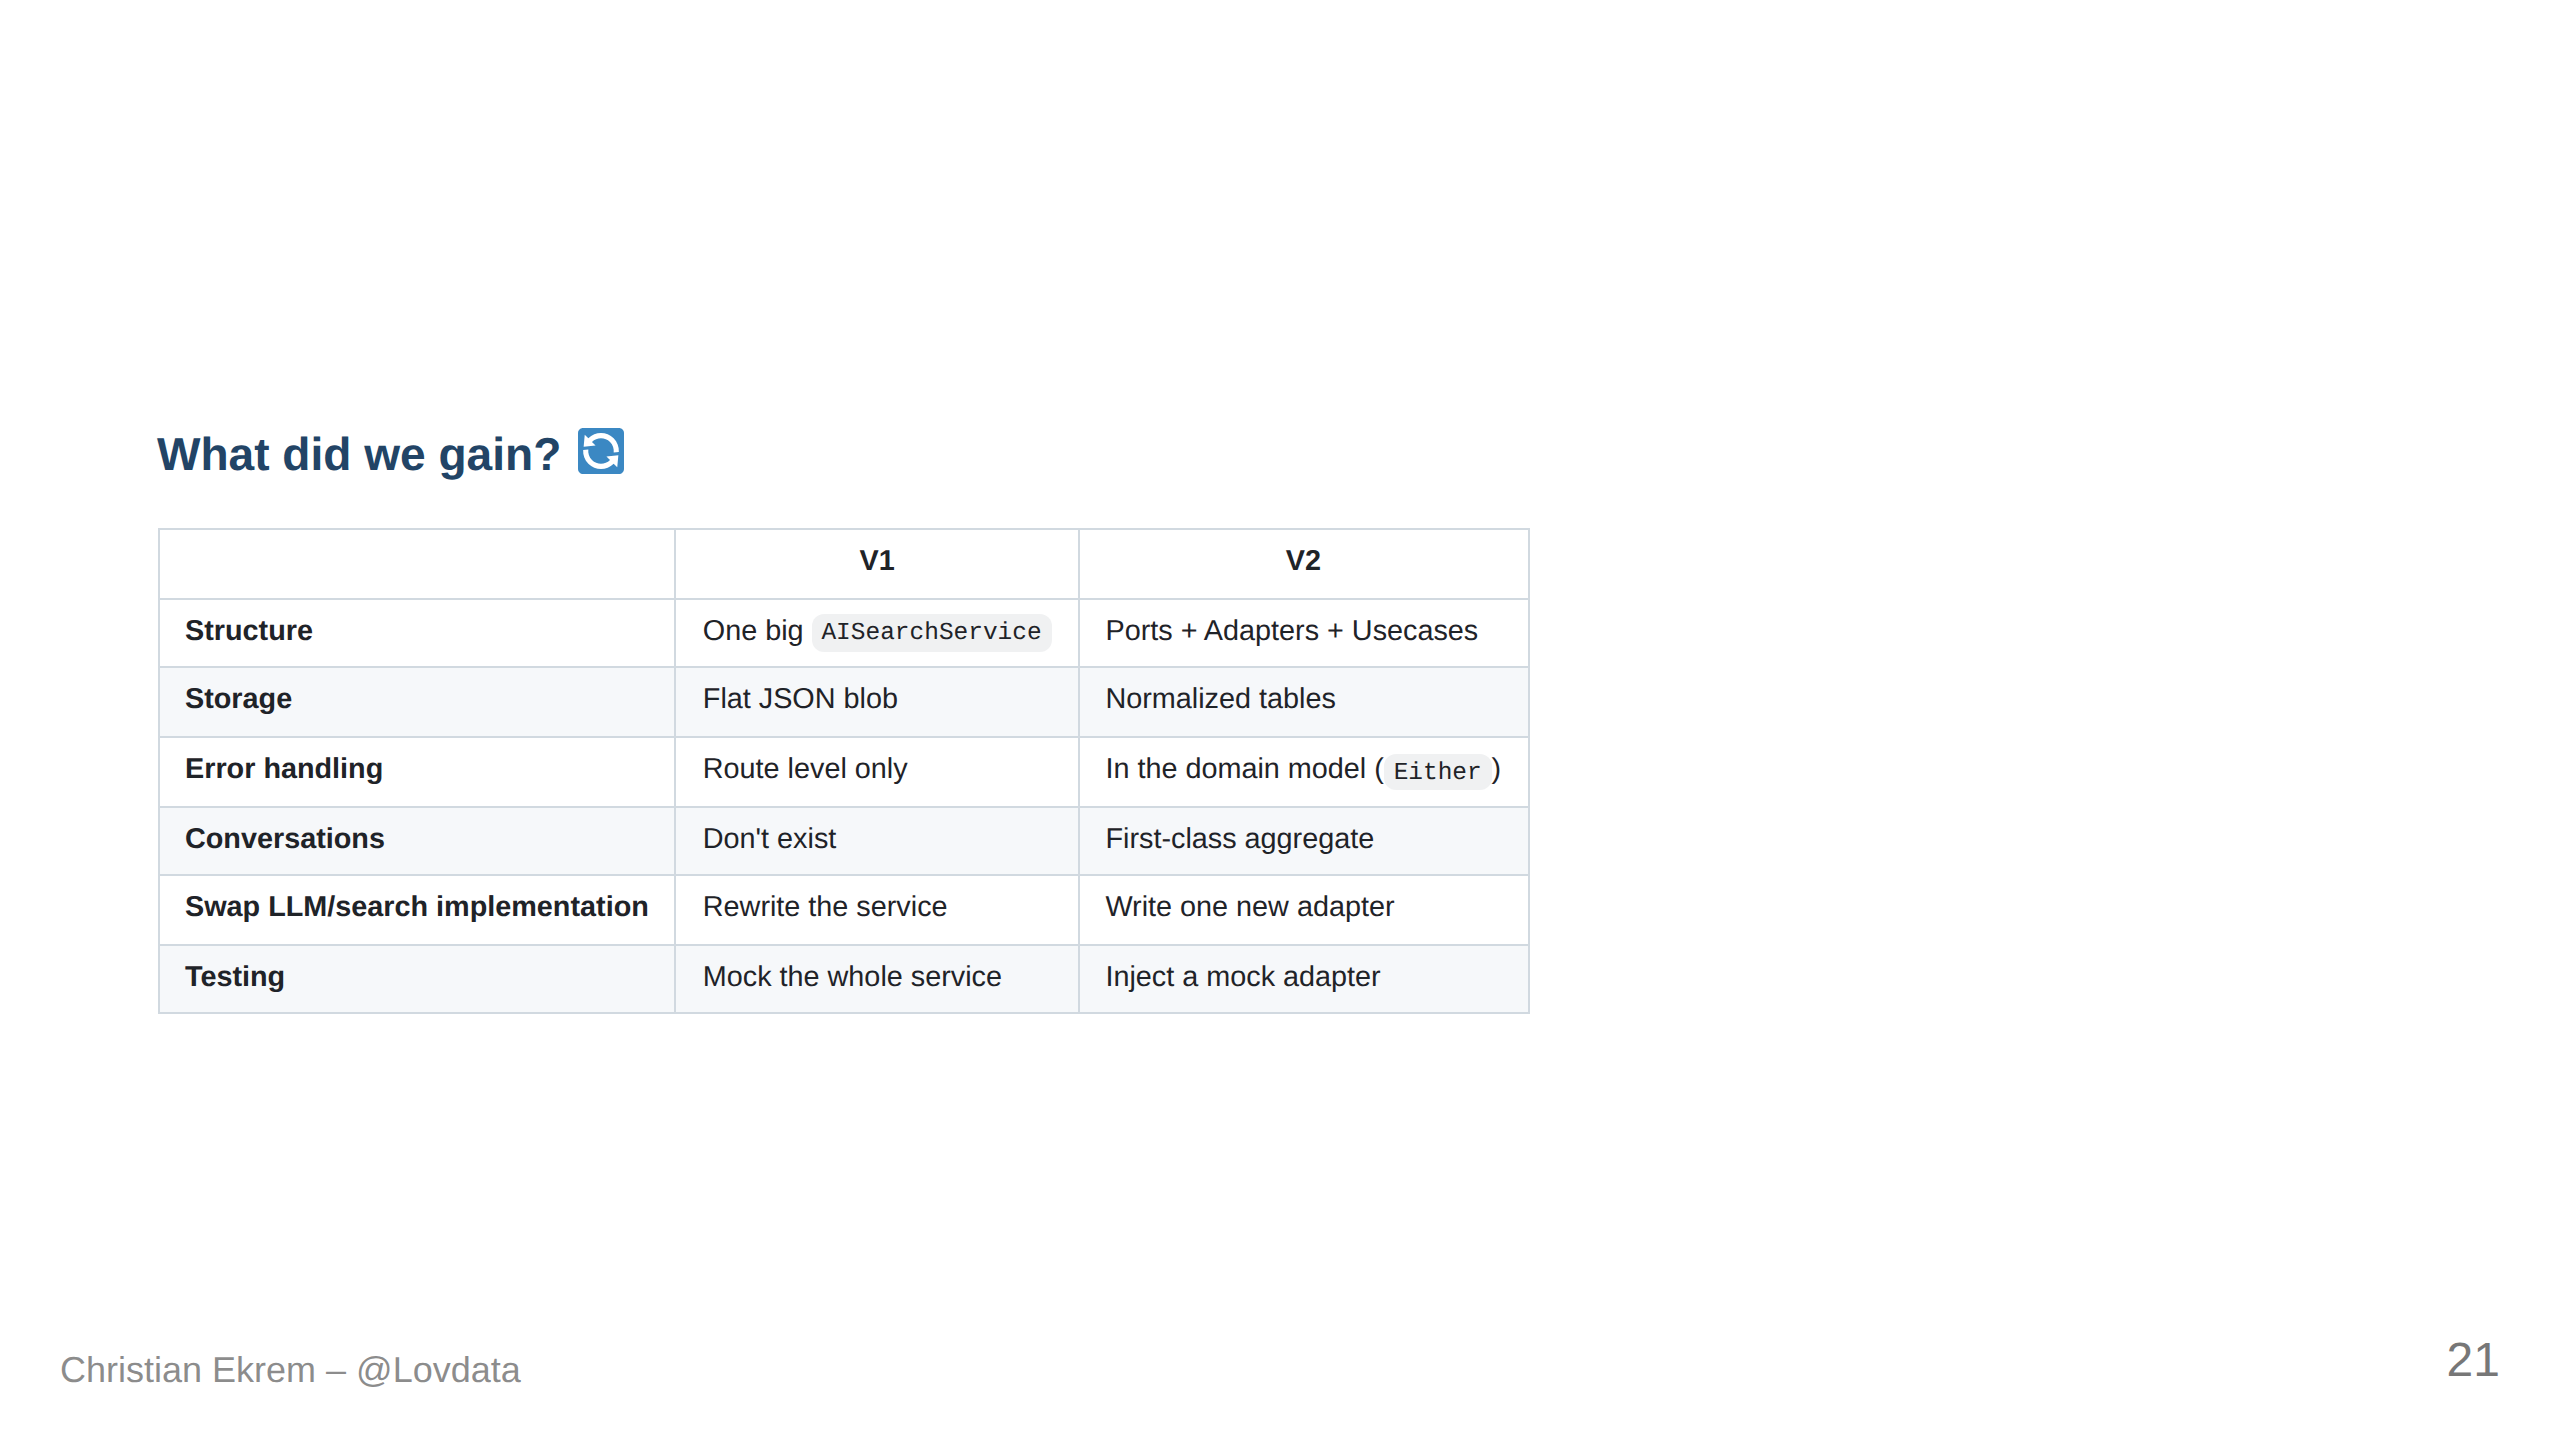 What did we gain? 🔄
V1 V2
Structure One big AISearchService Ports + Adapters + Usecases
Storage Flat JSON blob Normalized tables
Error handling Route level only In the domain model (Either)
Conversations Don't exist First-class aggregate
Swap LLM/search implementation Rewrite the service Write one new adapter
Testing Mock the whole service Inject a mock adapter
Christian Ekrem – @Lovdata
21